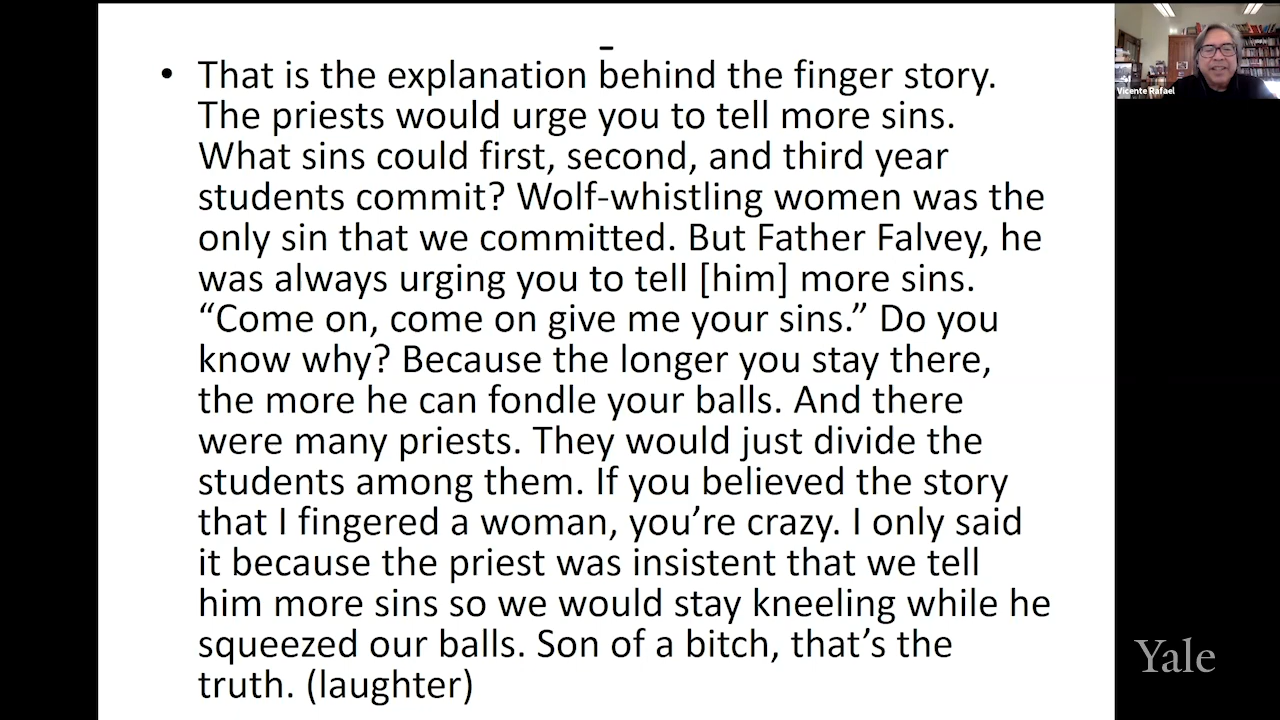 • That is the explanation behind the finger story.
The priests would urge you to tell more sins.
What sins could first, second, and third year
students commit? Wolf-whistling women was the
only sin that we committed. But Father Falvey, he
was always urging you to tell [him] more sins.
“Come on, come on give me your sins.” Do you
know why? Because the longer you stay there,
the more he can fondle your balls. And there
were many priests. They would just divide the
students among them. If you believed the story
that I fingered a woman, you’re crazy. I only said
it because the priest was insistent that we tell
him more sins so we would stay kneeling while he
squeezed our balls. Son of a bitch, that’s the
truth. (laughter)
Vicente Rafael
Yale